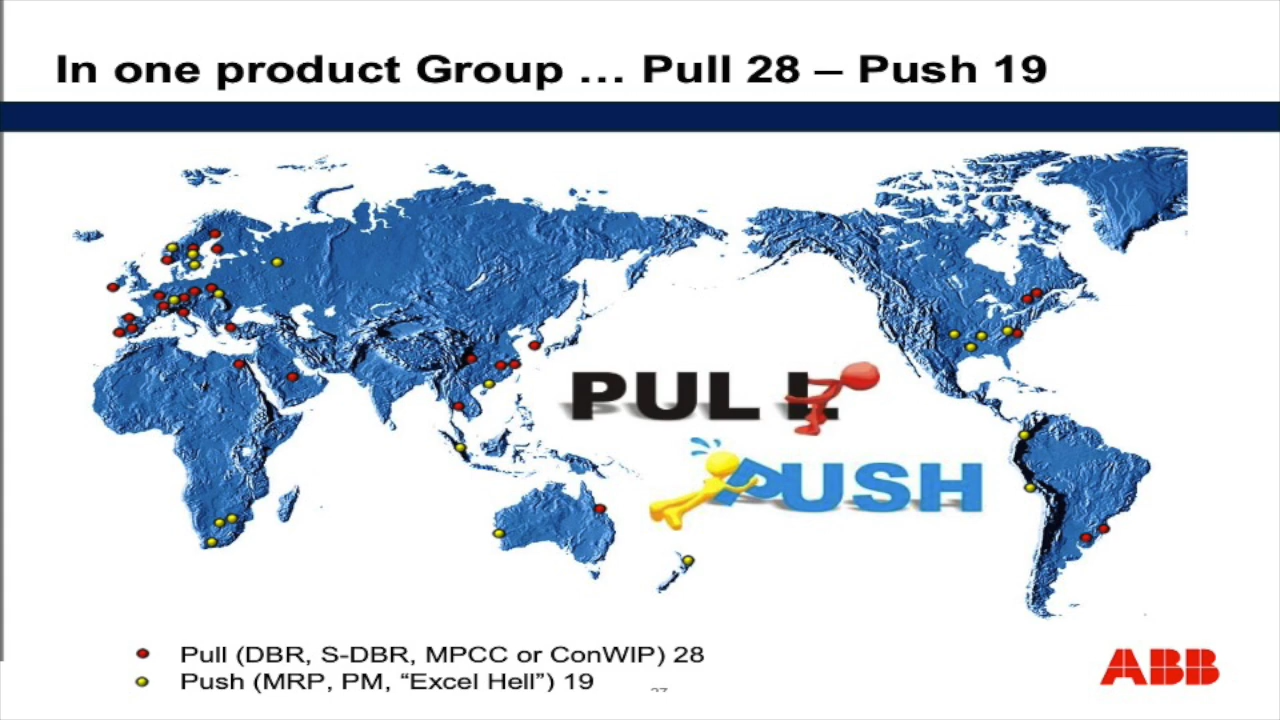 In one product Group ... Pull 28 – Push 19
PULL
PUSH
Pull (DBR, S-DBR, MPCC or ConWIP) 28
Push (MRP, PM, “Excel Hell”) 19
ABB